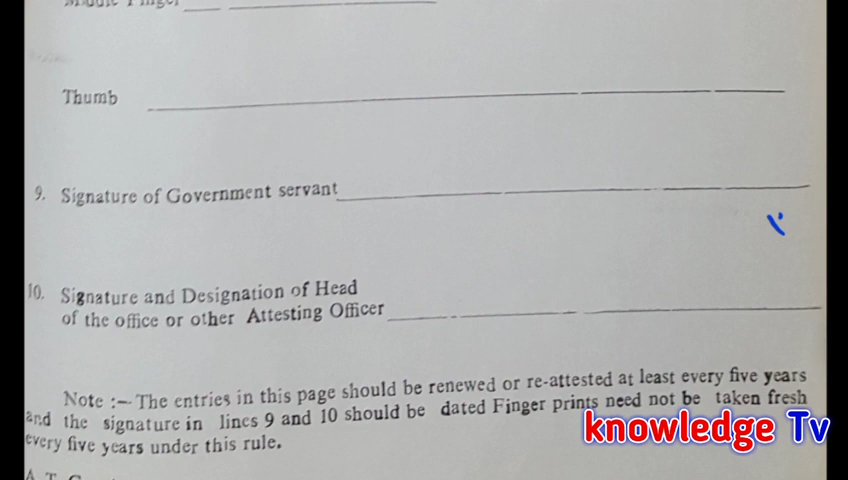 Middle Finger
Thumb
9. Signature of Government servant
10. Signature and Designation of Head
of the office or other Attesting Officer
Note :— The entries in this page should be renewed or re-attested at least every five years
and the signature in lines 9 and 10 should be dated Finger prints need not be taken fresh
every five years under this rule.
knowledge Tv